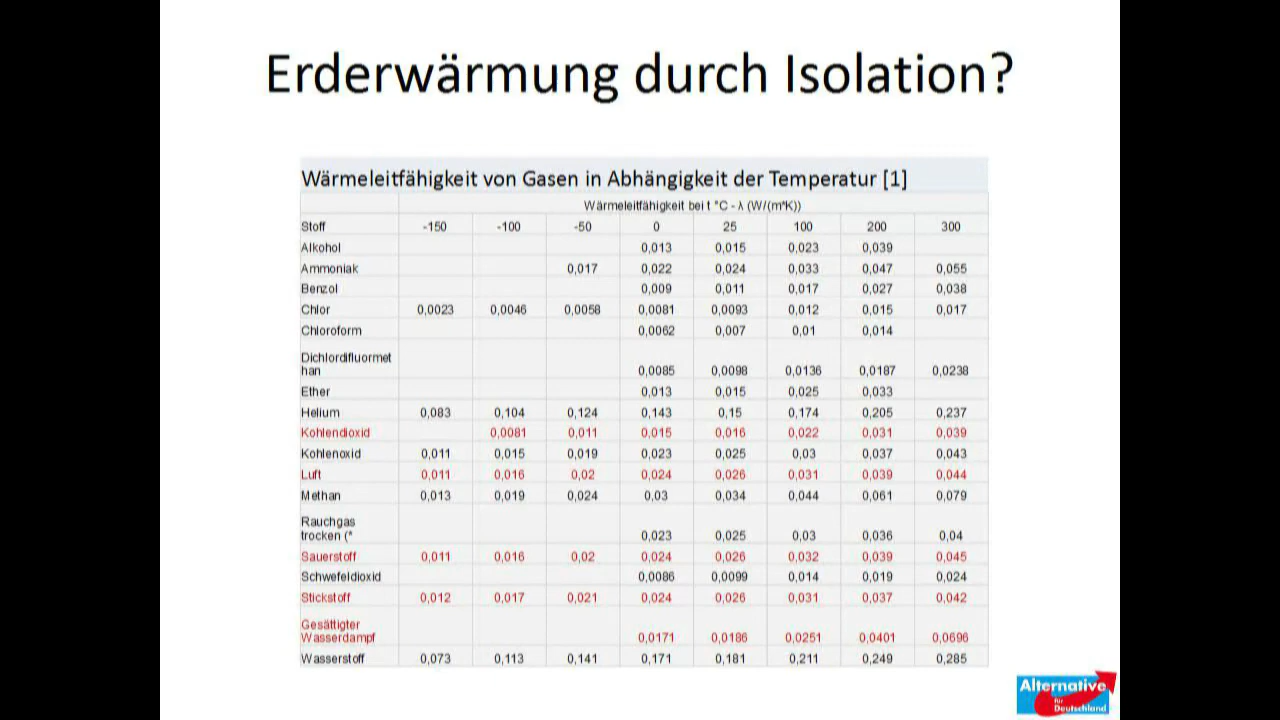 Erderwärmung durch Isolation?
Wärmeleitfähigkeit von Gasen in Abhängigkeit der Temperatur [1]
Wärmeleitfähigkeit bei t °C - λ (W/(m*K))
Stoff -150 -100 -50 0 25 100 200 300
Alkohol 0,013 0,015 0,023 0,039
Ammoniak 0,017 0,022 0,024 0,033 0,047 0,055
Benzol 0,009 0,011 0,017 0,027 0,038
Chlor 0,0023 0,0046 0,0058 0,0081 0,0093 0,012 0,015 0,017
Chloroform 0,0062 0,007 0,01 0,014
Dichlordifluormet
han 0,0085 0,0098 0,0136 0,0187 0,0238
Ether 0,013 0,015 0,025 0,033
Helium 0,083 0,104 0,124 0,143 0,15 0,174 0,205 0,237
Kohlendioxid 0,0081 0,011 0,015 0,016 0,022 0,031 0,039
Kohlenoxid 0,011 0,015 0,019 0,023 0,025 0,03 0,037 0,043
Luft 0,011 0,016 0,02 0,024 0,026 0,031 0,039 0,044
Methan 0,013 0,019 0,024 0,03 0,034 0,044 0,061 0,079
Rauchgas
trocken (* 0,023 0,025 0,03 0,036 0,04
Sauerstoff 0,011 0,016 0,02 0,024 0,026 0,032 0,039 0,045
Schwefeldioxid 0,0086 0,0099 0,014 0,019 0,024
Stickstoff 0,012 0,017 0,021 0,024 0,026 0,031 0,037 0,042
Gesättigter
Wasserdampf 0,0171 0,0186 0,0251 0,0401 0,0696
Wasserstoff 0,073 0,113 0,141 0,171 0,181 0,211 0,249 0,285
Alternative
für
Deutschland